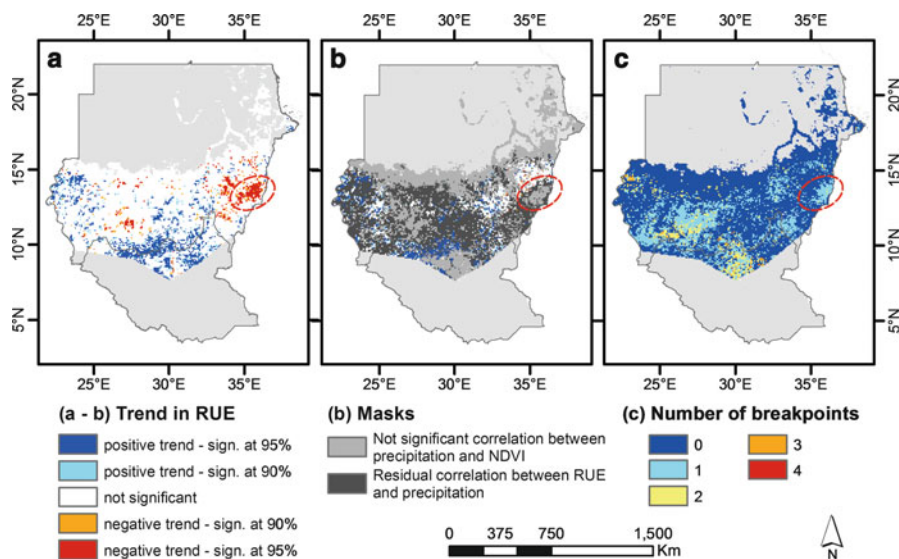 25°E 30°E 35°E 25°E 30°E 35°E 25°E 30°E 35°E
a
b
c
20°N
15°N
10°N
5°N
20°N
15°N
10°N
5°N
25°E 30°E 35°E 25°E 30°E 35°E 25°E 30°E 35°E
(a - b) Trend in RUE
positive trend - sign. at 95%
positive trend - sign. at 90%
not significant
negative trend - sign. at 90%
negative trend - sign. at 95%
(b) Masks
Not significant correlation between
precipitation and NDVI
Residual correlation between RUE
and precipitation
(c) Number of breakpoints
0 3
1 4
2
0 375 750 1,500
Km
N